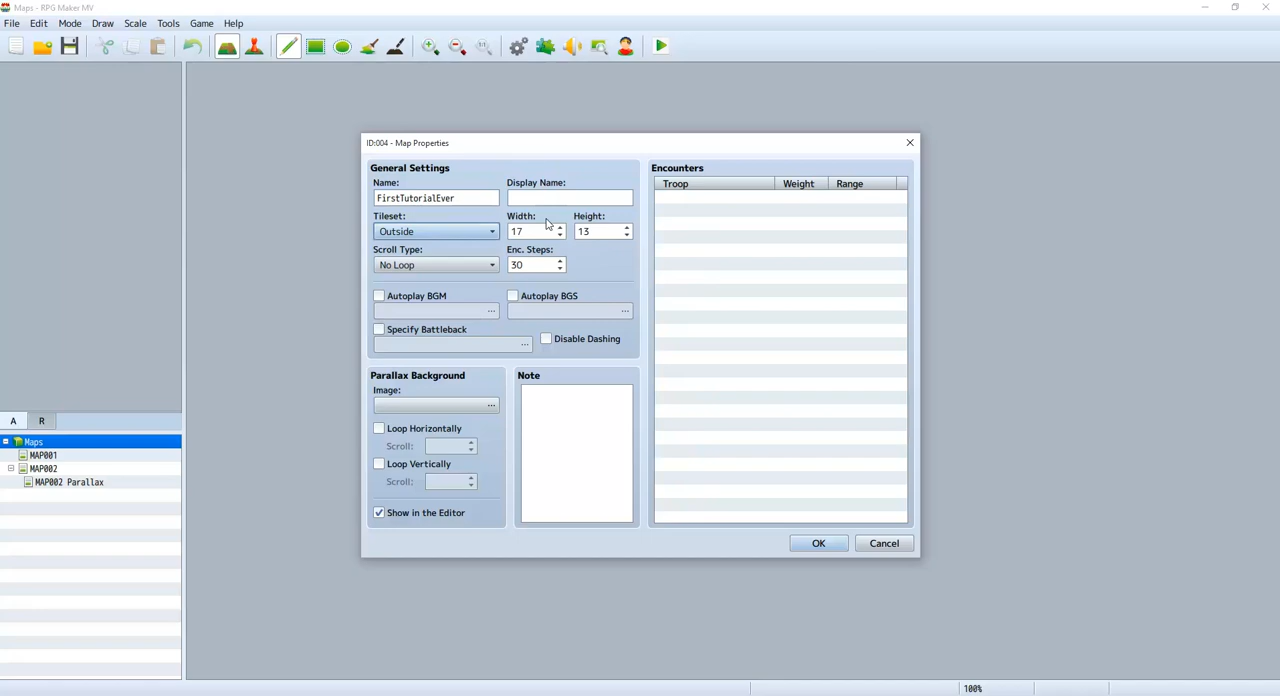 Maps - RPG Maker MV
File Edit Mode Draw Scale Tools Game Help
ID:004 - Map Properties
General Settings
Name:
Display Name:
FirstTutorialEver
Tileset:
Width:
Height:
Outside
17
13
Scroll Type:
Enc. Steps:
No Loop
30
Autoplay BGM
Autoplay BGS
...
...
Specify Battleback
Disable Dashing
...
Parallax Background
Image:
...
Loop Horizontally
Scroll:
Loop Vertically
Scroll:
Show in the Editor
Note
Encounters
Troop Weight Range
OK
Cancel
A
R
Maps
MAP001
MAP002
MAP002 Parallax
100%